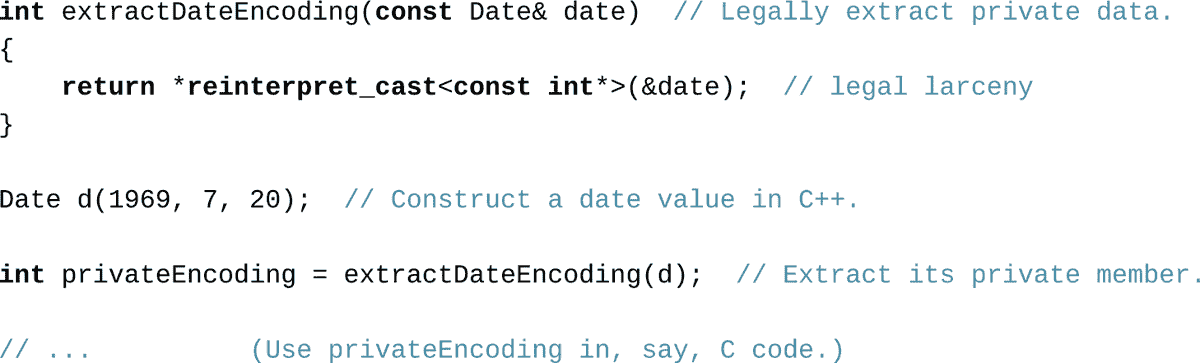 int extractDateEncoding(const Date& date)  // Legally extract private data.
{
    return *reinterpret_cast<const int*>(&date);  // legal larceny
}
Date d(1969, 7, 20);  // Construct a date value in C++.
int privateEncoding = extractDateEncoding(d);  // Extract its private member.
// ...          (Use privateEncoding in, say, C code.)